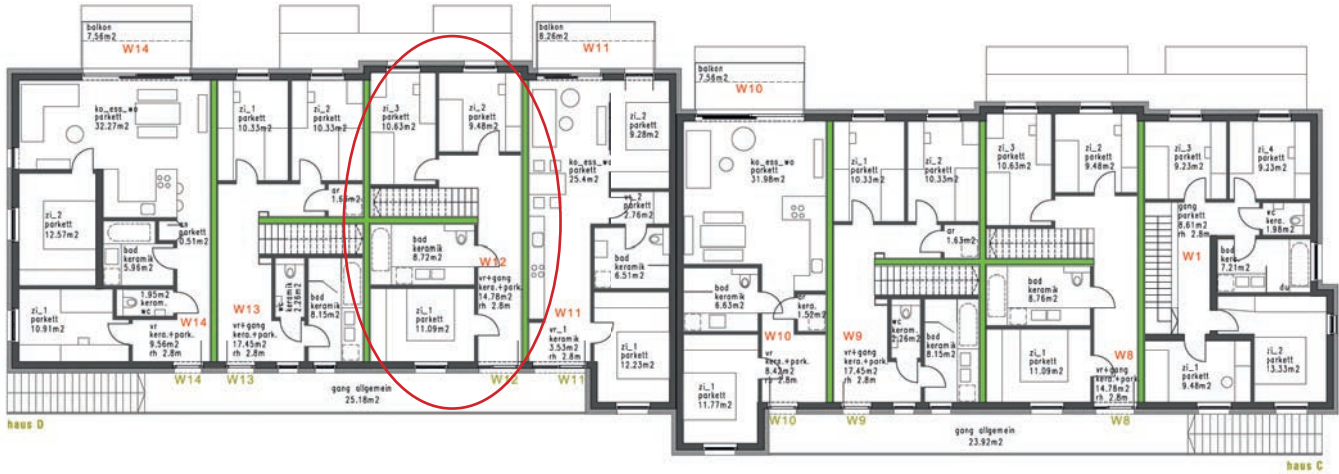 balkon
7.56m2
W14
balkon
8.26m2
W11
balkon
7.56m2
W10
ko_ess_wo
parkett
32.27m2
zi_1
parkett
10.33m2
zi_2
parkett
10.33m2
zi_3
parkett
10.63m2
zi_2
parkett
9.48m2
zi_2
parkett
9.28m2
ko_ess_wo
parkett
25.4m2
ko_ess_wo
parkett
31.98m2
zi_1
parkett
10.33m2
zi_2
parkett
10.33m2
zi_3
parkett
10.63m2
zi_2
parkett
9.48m2
zi_3
parkett
9.23m2
zi_4
parkett
9.23m2
zi_2
parkett
12.57m2
parkett
0.51m2
bad
keramik
5.96m2
1.95m2
keram.
wc
zi_1
parkett
10.91m2
vr
kera.+park.
9.56m2
rh 2.8m
W14
W13
vr+gang
kera.+park.
17.45m2
rh 2.8m
ar
wc
keramik
2.26m2
bad
keramik
8.15m2
bad
keramik
8.72m2
W12
vr+gang
kera.+park.
14.78m2
rh 2.8m
zi_1
parkett
11.09m2
parkett
2.76m2
bad
keramik
6.51m2
W11
vr_1
keramik
3.53m2
rh 2.8m
zi_1
parkett
12.23m2
bad
keramik
6.63m2
ar
kera.
1.52m2
W10
vr
kera.+park.
8.42m2
rh 2.8m
zi_1
parkett
11.77m2
ar
1.63m2
W9
vr+gang
kera.+park.
17.45m2
rh 2.8m
wc
keramik
2.26m2
bad
keramik
8.15m2
bad
keramik
8.76m2
zi_1
parkett
11.09m2
W8
vr+gang
kera.+park.
14.78m2
rh 2.8m
gang
parkett
8.61m2
rh 2.8m
W1
wc
1.98m2
bad
keramik
7.21m2
du
zi_1
parkett
9.48m2
zi_2
parkett
13.33m2
W14
W13
W12
W11
W10
W9
W8
gang allgemein
25.18m2
gang allgemein
23.92m2
haus D
haus C